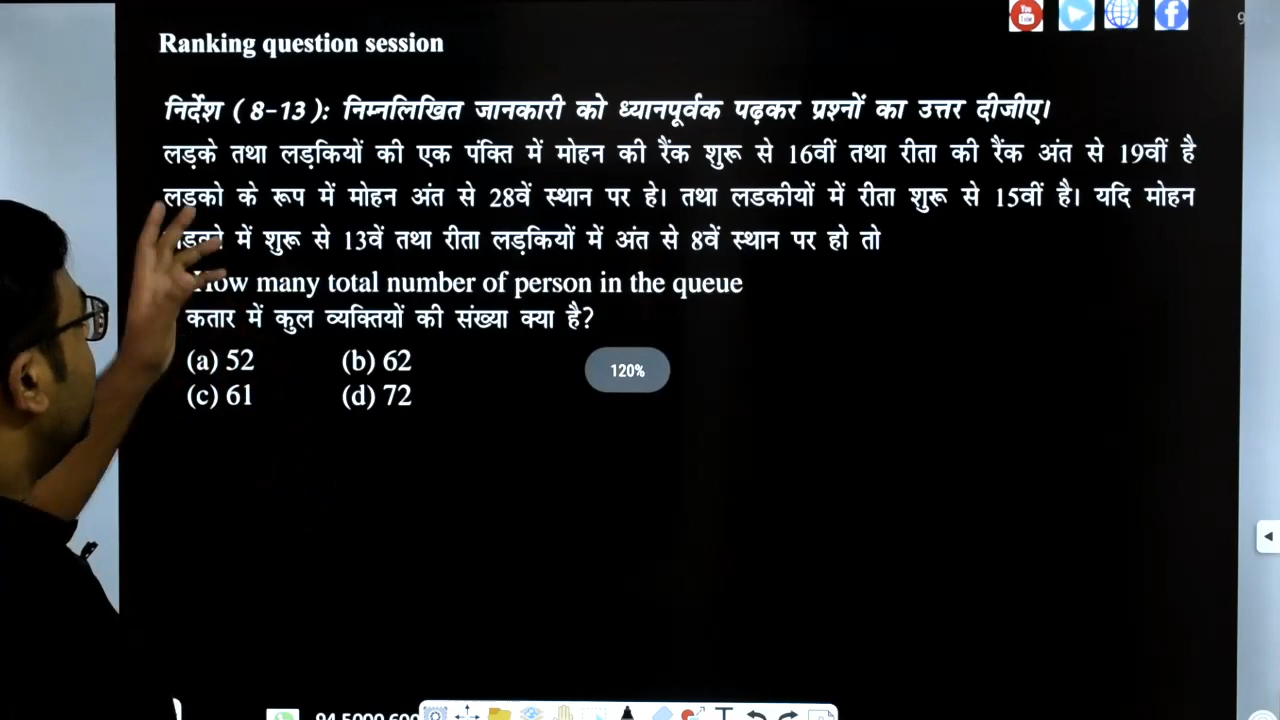 Ranking question session
निर्देश ( 8-13 ): निम्नलिखित जानकारी को ध्यानपूर्वक पढ़कर प्रश्नों का उत्तर दीजीए।
लड़के तथा लड़कियों की एक पंक्ति में मोहन की रैंक शुरू से 16वीं तथा रीता की रैंक अंत से 19वीं है
लडको के रूप में मोहन अंत से 28वें स्थान पर हे। तथा लडकीयों में रीता शुरू से 15वीं है। यदि मोहन
में शुरू से 13वें तथा रीता लड़कियों में अंत से 8वें स्थान पर हो तो
How many total number of person in the queue
कतार में कुल व्यक्तियों की संख्या क्या है?
(a) 52 (b) 62
(c) 61 (d) 72
120%